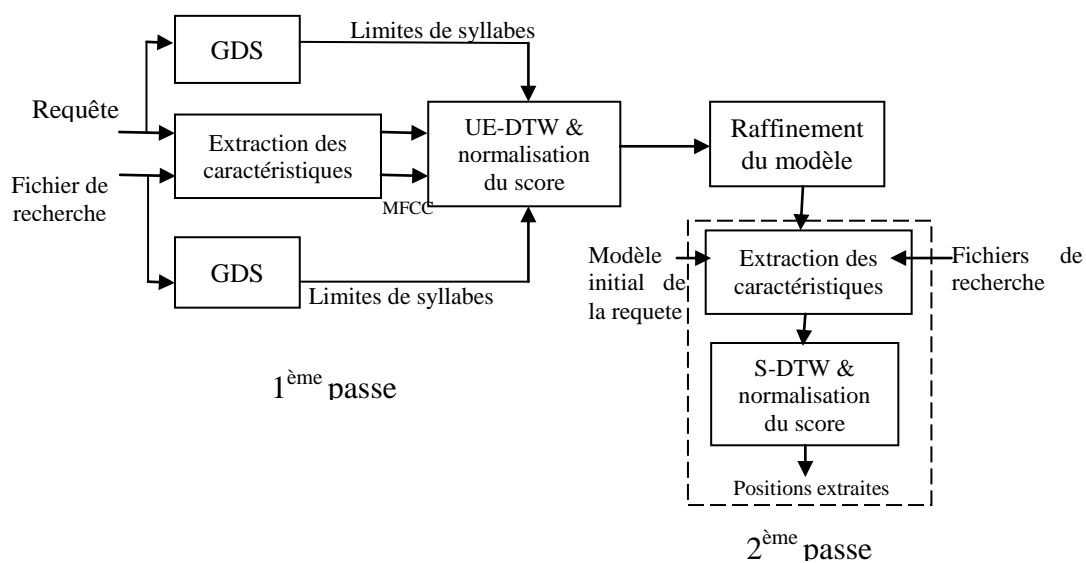 Limites de syllabes
GDS
Requête
Extraction des
caractéristiques
UE-DTW &
normalisation
du score
Raffinement
du modèle
Fichier de
recherche
MFCC
GDS
Limites de syllabes
Modèle
initial de
la requete
Extraction des
caractéristiques
Fichiers de
recherche
S-DTW &
normalisation
du score
1ème passe
Positions extraites
2ème passe